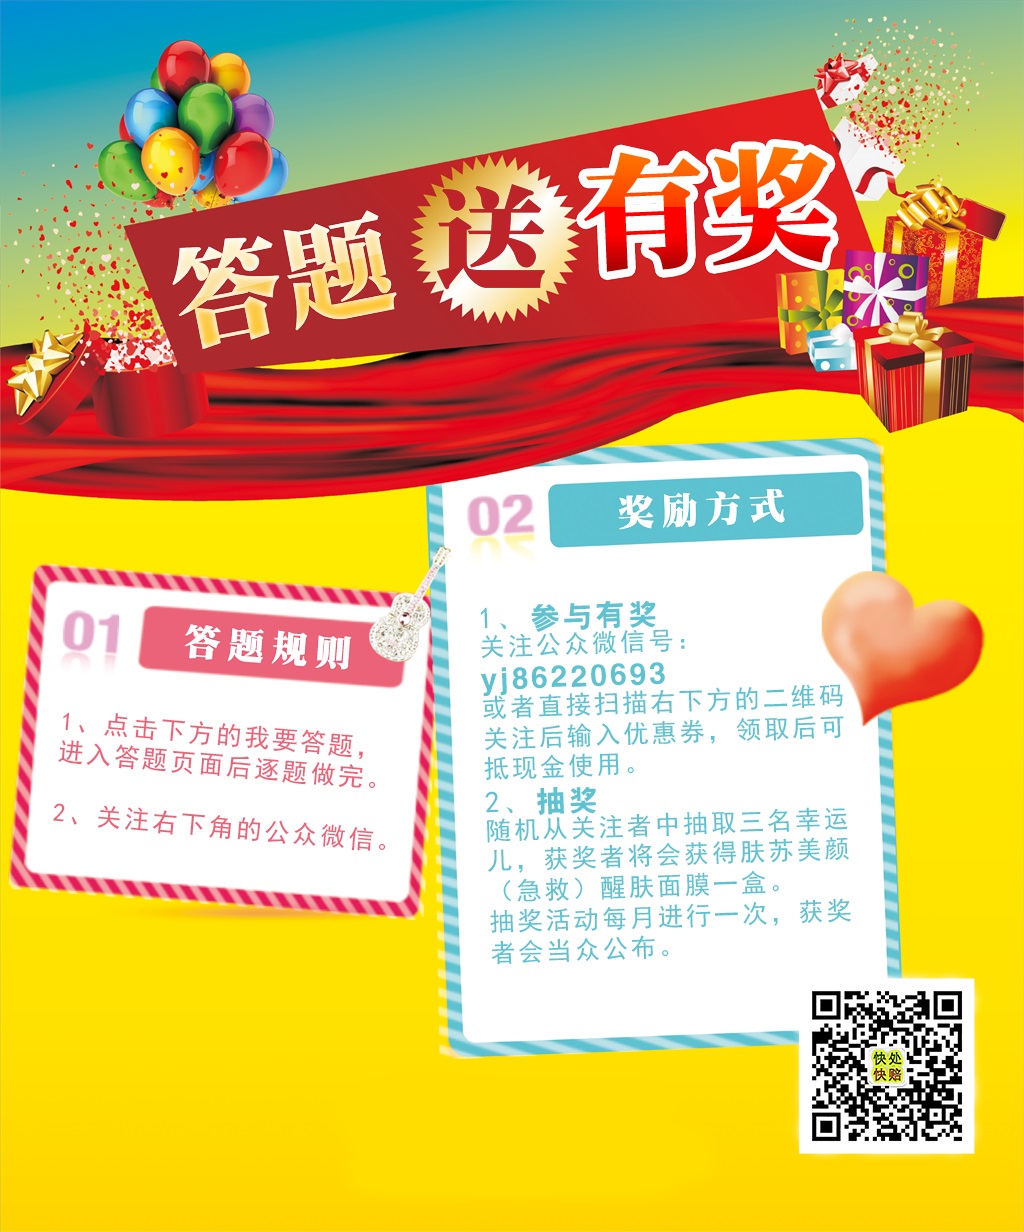 答题送有奖
01 答题规则
1、点击下方的我要答题，
进入答题页面后逐题做完。
2、关注右下角的公众微信。
02 奖励方式
1、参与有奖
关注公众微信号：
yj86220693
或者直接扫描右下方的二维码
关注后输入优惠券，领取后可
抵现金使用。
2、抽奖
随机从关注者中抽取三名幸运
儿，获奖者将会获得肤苏美颜
（急救）醒肤面膜一盒。
抽奖活动每月进行一次，获奖
者会当众公布。
快处
快赔